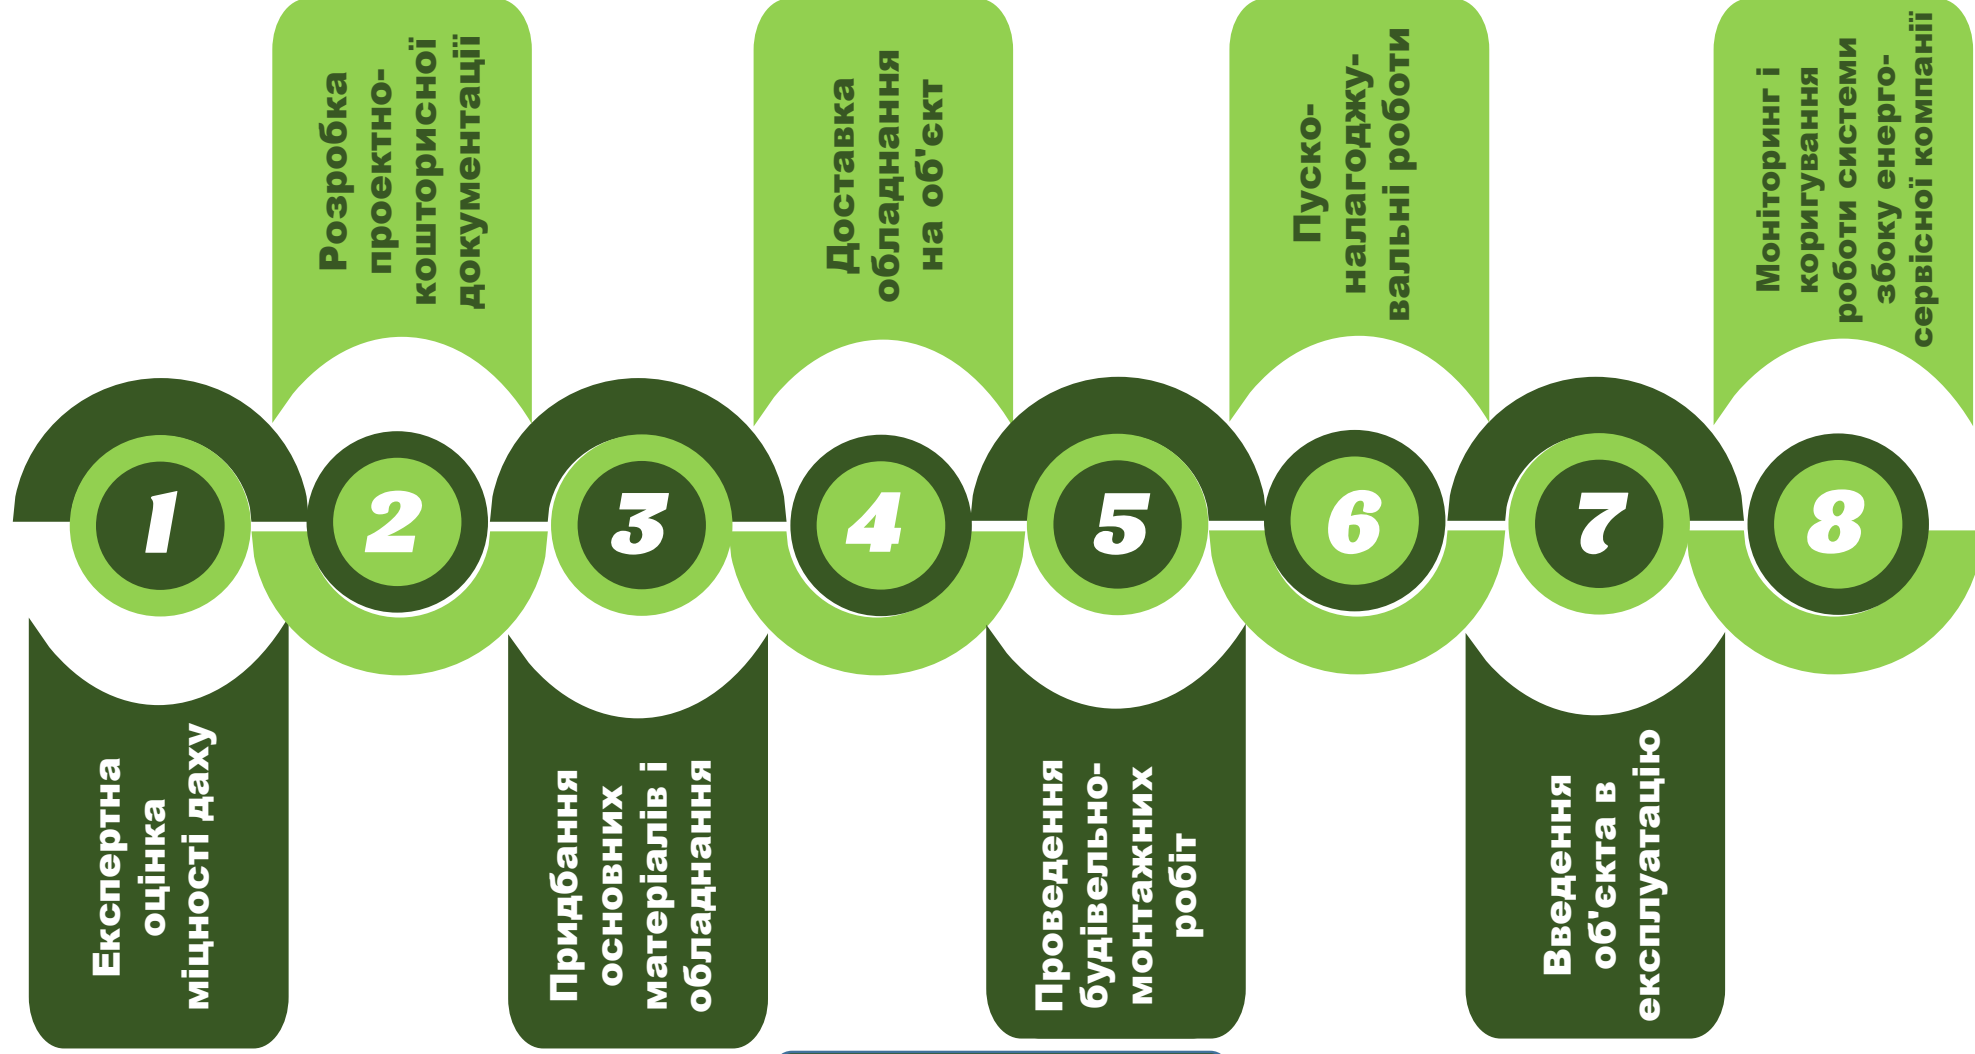 1
Експертна
оцінка
міцності даху
2
Розробка
проектно-
кошторисної
документації
3
Придбання
основних
матеріалів і
обладнання
4
Доставка
обладнання
на об'єкт
5
Проведення
будівельно-
монтажних
робіт
6
Пуско-
налагоджу-
вальні роботи
7
Введення
об'єкта в
експлуатацію
8
Моніторинг і
коригування
роботи системи
збоку енерго-
сервісної компанії